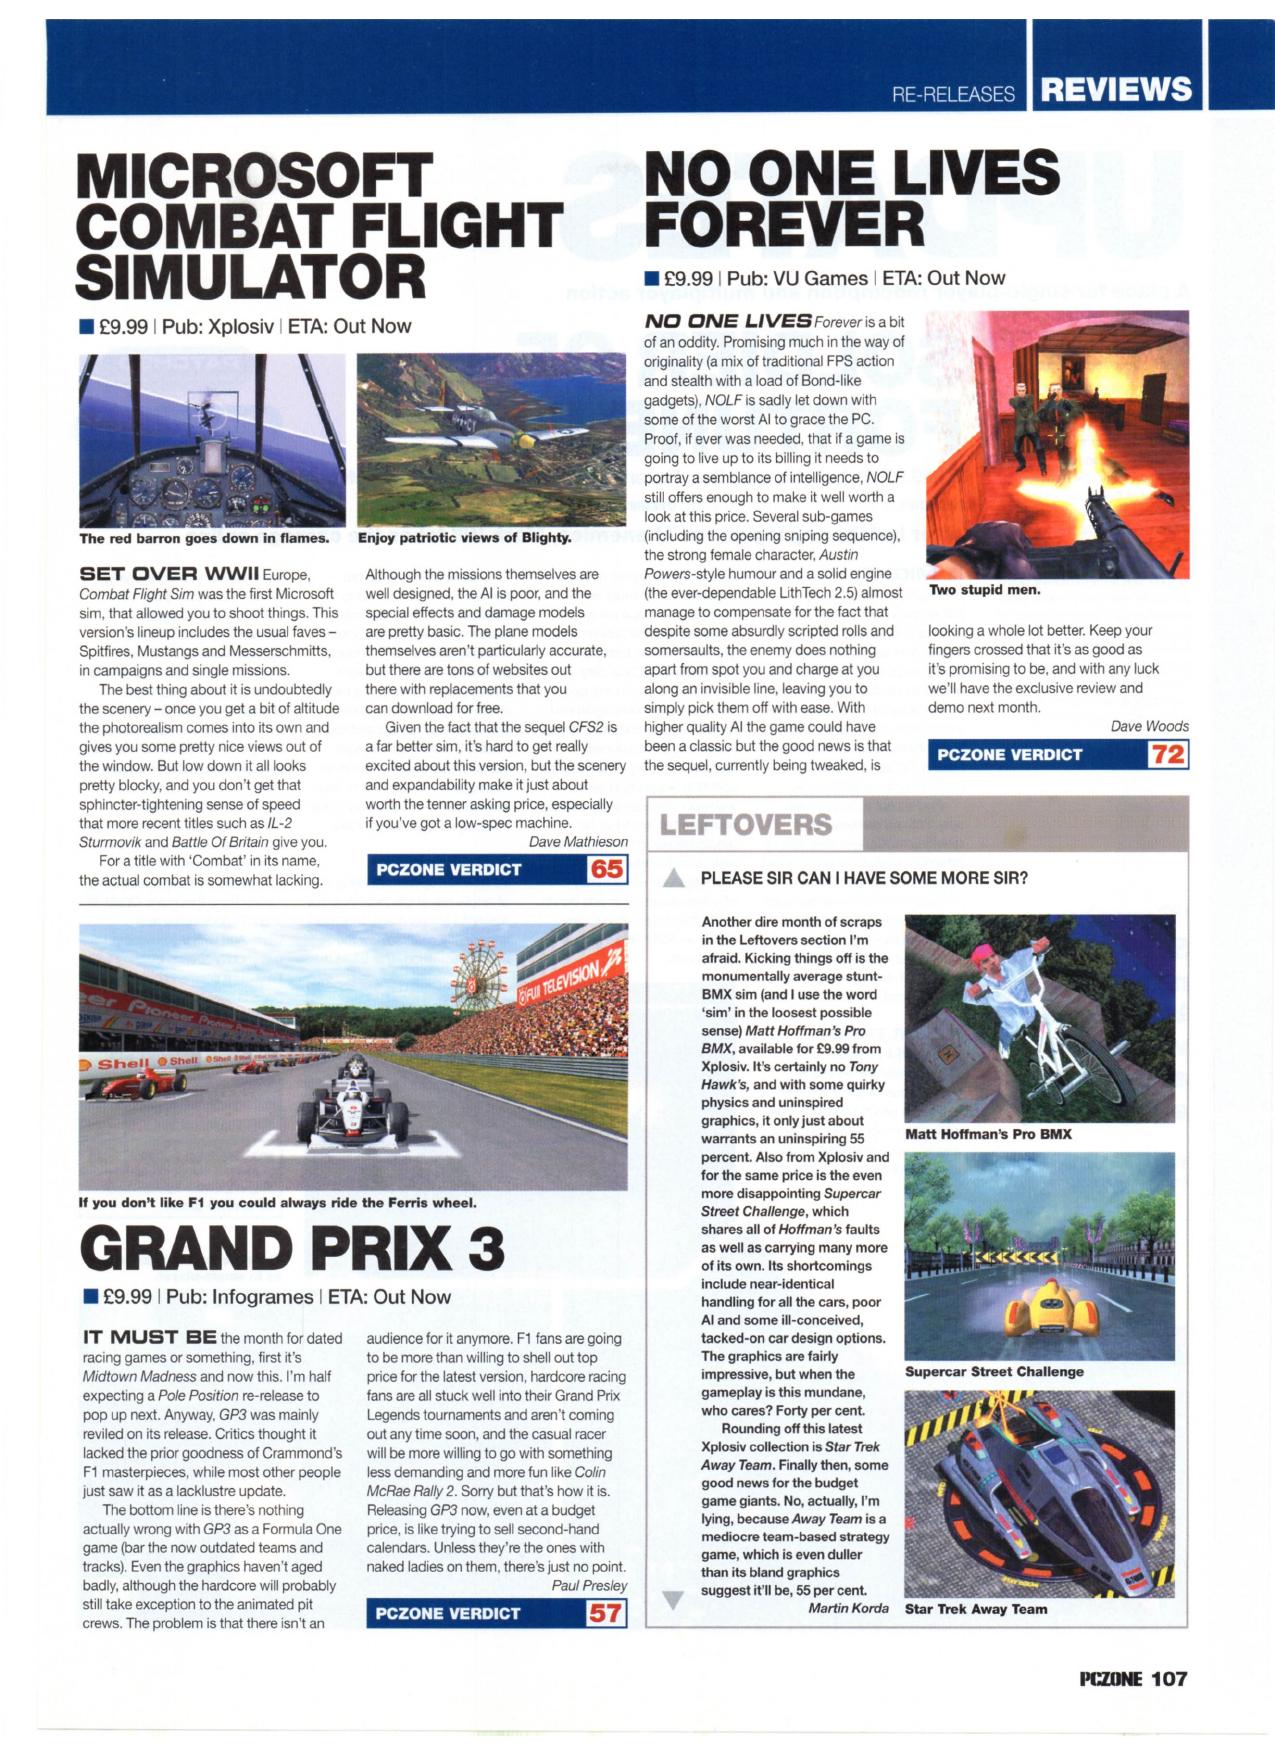 RE-RELEASES
REVIEWS
MICROSOFT
COMBAT FLIGHT
SIMULATOR
£9.99 | Pub: Xplosiv | ETA: Out Now
The red barron goes down in flames.
Enjoy patriotic views of Blighty.
SET OVER WWII Europe,
Combat Flight Sim was the first Microsoft
sim, that allowed you to shoot things. This
version's lineup includes the usual faves –
Spitfires, Mustangs and Messerschmitts,
in campaigns and single missions.
The best thing about it is undoubtedly
the scenery – once you get a bit of altitude
the photorealism comes into its own and
gives you some pretty nice views out of
the window. But low down it all looks
pretty blocky, and you don't get that
sphincter-tightening sense of speed
that more recent titles such as IL-2
Sturmovik and Battle Of Britain give you.
For a title with 'Combat' in its name,
the actual combat is somewhat lacking.
Although the missions themselves are
well designed, the AI is poor, and the
special effects and damage models
are pretty basic. The plane models
themselves aren't particularly accurate,
but there are tons of websites out
there with replacements that you
can download for free.
Given the fact that the sequel CFS2 is
a far better sim, it's hard to get really
excited about this version, but the scenery
and expandability make it just about
worth the tenner asking price, especially
if you've got a low-spec machine.
Dave Mathieson
PCZONE VERDICT 65
FUJI TELEVISION
Pioneer Pioneer
Shell Shell Shell
If you don't like F1 you could always ride the Ferris wheel.
GRAND PRIX 3
£9.99 | Pub: Infogrames | ETA: Out Now
IT MUST BE the month for dated
racing games or something, first it's
Midtown Madness and now this. I'm half
expecting a Pole Position re-release to
pop up next. Anyway, GP3 was mainly
reviled on its release. Critics thought it
lacked the prior goodness of Crammond's
F1 masterpieces, while most other people
just saw it as a lacklustre update.
The bottom line is there's nothing
actually wrong with GP3 as a Formula One
game (bar the now outdated teams and
tracks). Even the graphics haven't aged
badly, although the hardcore will probably
still take exception to the animated pit
crews. The problem is that there isn't an
audience for it anymore. F1 fans are going
to be more than willing to shell out top
price for the latest version, hardcore racing
fans are all stuck well into their Grand Prix
Legends tournaments and aren't coming
out any time soon, and the casual racer
will be more willing to go with something
less demanding and more fun like Colin
McRae Rally 2. Sorry but that's how it is.
Releasing GP3 now, even at a budget
price, is like trying to sell second-hand
calendars. Unless they're the ones with
naked ladies on them, there's just no point.
Paul Presley
PCZONE VERDICT 57
NO ONE LIVES
FOREVER
£9.99 | Pub: VU Games | ETA: Out Now
NO ONE LIVES Forever is a bit
of an oddity. Promising much in the way of
originality (a mix of traditional FPS action
and stealth with a load of Bond-like
gadgets), NOLF is sadly let down with
some of the worst AI to grace the PC.
Proof, if ever was needed, that if a game is
going to live up to its billing it needs to
portray a semblance of intelligence, NOLF
still offers enough to make it well worth a
look at this price. Several sub-games
(including the opening sniping sequence),
the strong female character, Austin
Powers-style humour and a solid engine
(the ever-dependable LithTech 2.5) almost
manage to compensate for the fact that
despite some absurdly scripted rolls and
somersaults, the enemy does nothing
apart from spot you and charge at you
along an invisible line, leaving you to
simply pick them off with ease. With
higher quality AI the game could have
been a classic but the good news is that
the sequel, currently being tweaked, is
Two stupid men.
looking a whole lot better. Keep your
fingers crossed that it's as good as
it's promising to be, and with any luck
we'll have the exclusive review and
demo next month.
Dave Woods
PCZONE VERDICT 72
LEFTOVERS
PLEASE SIR CAN I HAVE SOME MORE SIR?
Another dire month of scraps
in the Leftovers section I'm
afraid. Kicking things off is the
monumentally average stunt-
BMX sim (and I use the word
'sim' in the loosest possible
sense) Matt Hoffman's Pro
BMX, available for £9.99 from
Xplosiv. It's certainly no Tony
Hawk's, and with some quirky
physics and uninspired
graphics, it only just about
warrants an uninspiring 55
percent. Also from Xplosiv and
for the same price is the even
more disappointing Supercar
Street Challenge, which
shares all of Hoffman's faults
as well as carrying many more
of its own. Its shortcomings
include near-identical
handling for all the cars, poor
AI and some ill-conceived,
tacked-on car design options.
The graphics are fairly
impressive, but when the
gameplay is this mundane,
who cares? Forty per cent.
Rounding off this latest
Xplosiv collection is Star Trek
Away Team. Finally then, some
good news for the budget
game giants. No, actually, I'm
lying, because Away Team is a
mediocre team-based strategy
game, which is even duller
than its bland graphics
suggest it'll be, 55 per cent.
Martin Korda
Matt Hoffman's Pro BMX
Supercar Street Challenge
Star Trek Away Team
PCZONE 107